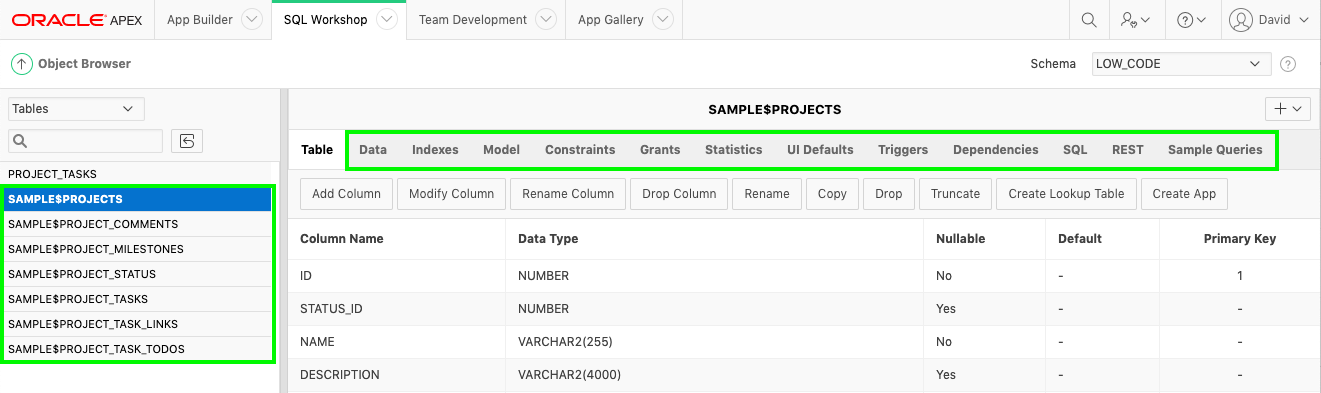 ORACLE APEX App Builder SQL Workshop Team Development App Gallery David
Object Browser Schema LOW_CODE
Tables
SAMPLE$PROJECTS
Table Data Indexes Model Constraints Grants Statistics UI Defaults Triggers Dependencies SQL REST Sample Queries
PROJECT_TASKS
SAMPLE$PROJECTS
SAMPLE$PROJECT_COMMENTS
SAMPLE$PROJECT_MILESTONES
SAMPLE$PROJECT_STATUS
SAMPLE$PROJECT_TASKS
SAMPLE$PROJECT_TASK_LINKS
SAMPLE$PROJECT_TASK_TODOS
Add Column Modify Column Rename Column Drop Column Rename Copy Drop Truncate Create Lookup Table Create App
Column Name Data Type Nullable Default Primary Key
ID NUMBER No - 1
STATUS_ID NUMBER Yes - -
NAME VARCHAR2(255) No - -
DESCRIPTION VARCHAR2(4000) Yes - -